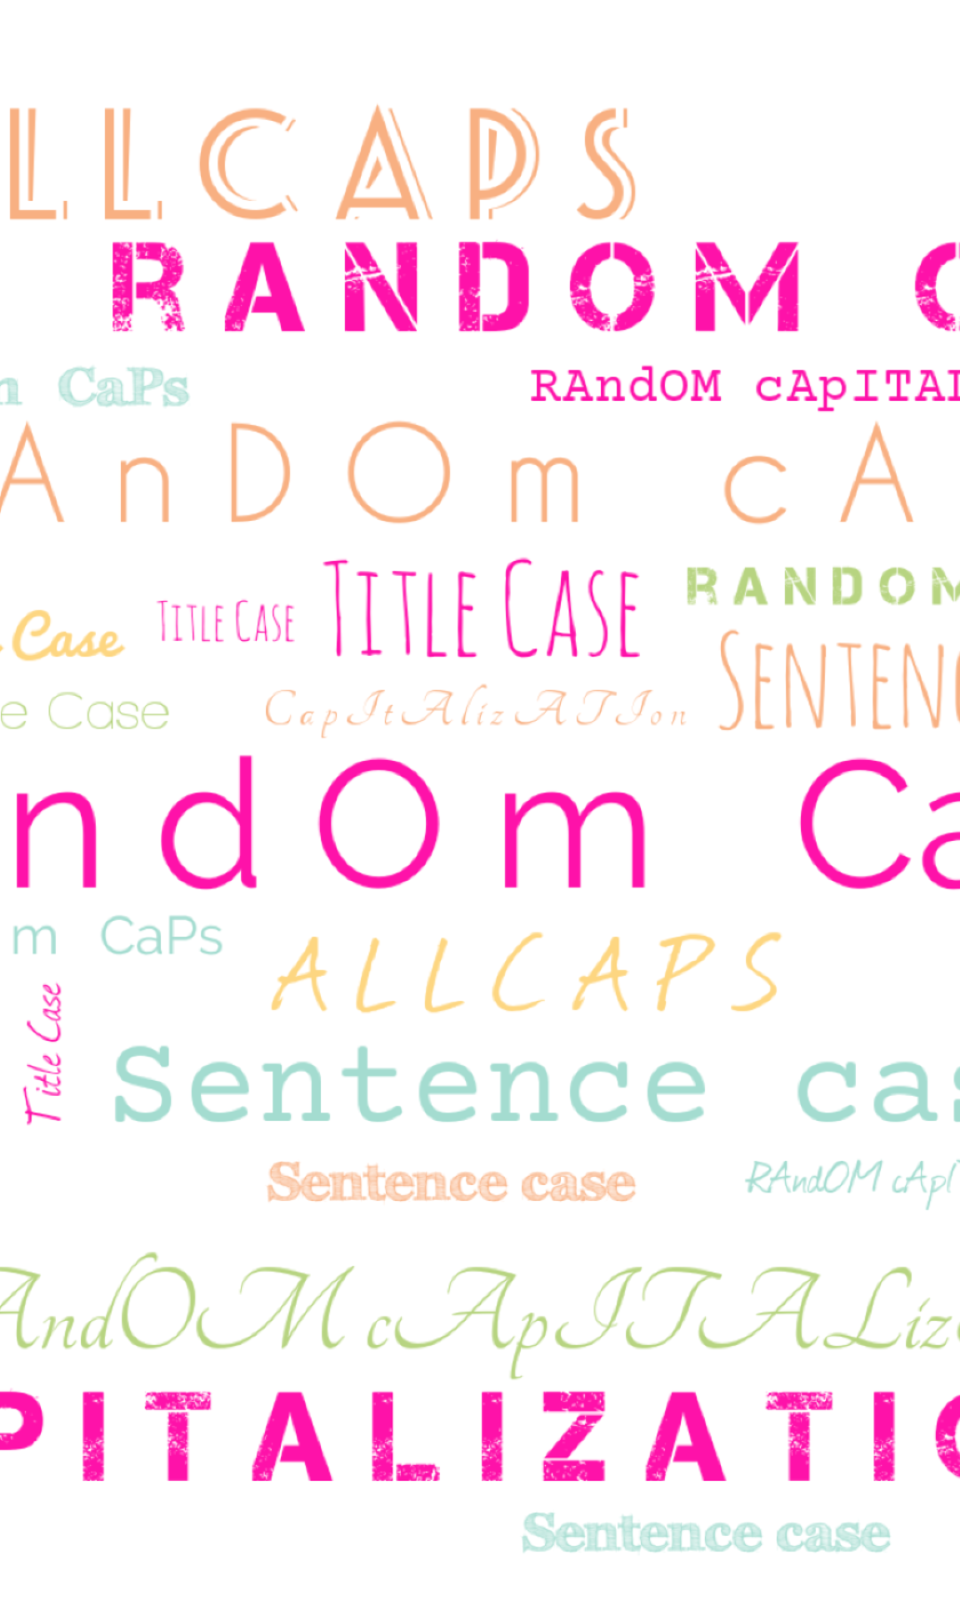 LLCAPS
RANDOM C
m CaPs RAndOM cApITAL
AnDOm cA
Case Title Case Title Case RANDOM
e Case CapItAlizATIon Sentenc
ndOm Ca
m CaPs ALLCAPS
Title Case
Sentence cas
Sentence case RAndOM cApI
AndOM cApITALiz
PITALIZATIO
Sentence case